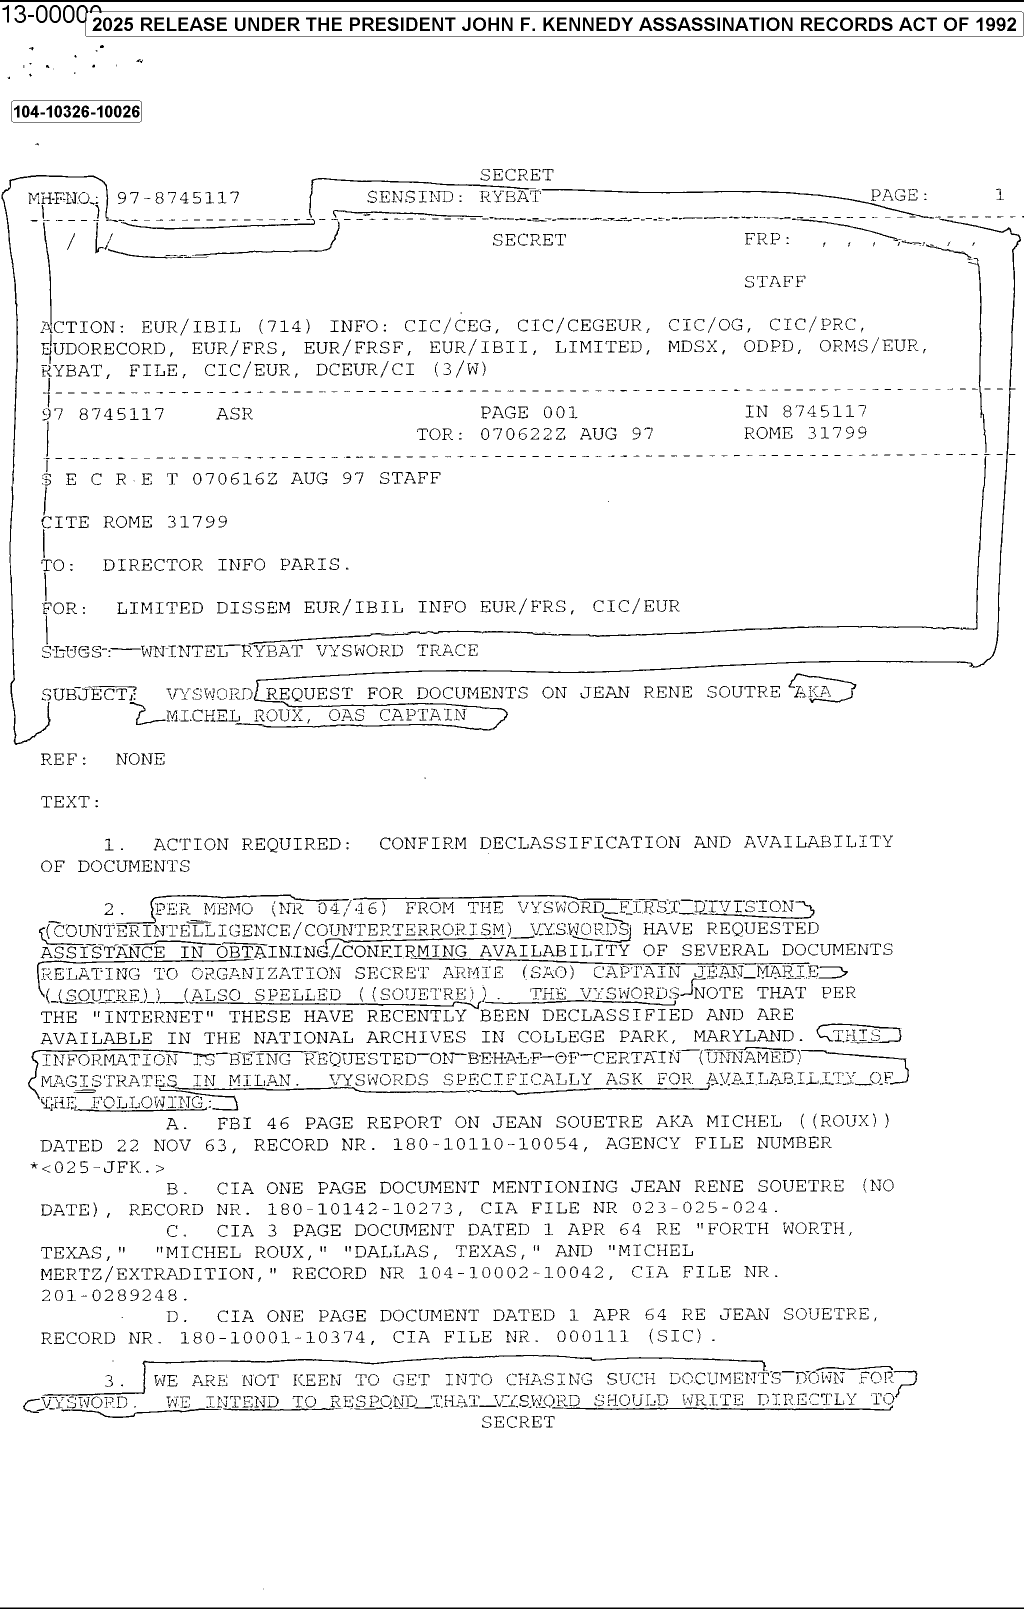 13-00000
2025 RELEASE UNDER THE PRESIDENT JOHN F. KENNEDY ASSASSINATION RECORDS ACT OF 1992
104-10326-10026
SECRET
MHFNO: 97-8745117 SENSIND: RYBAT PAGE: 1
/ / SECRET FRP: , , , , , , ,
STAFF
ACTION: EUR/IBIL (714) INFO: CIC/CEG, CIC/CEGEUR, CIC/OG, CIC/PRC,
EUDORECORD, EUR/FRS, EUR/FRSF, EUR/IBII, LIMITED, MDSX, ODPD, ORMS/EUR,
RYBAT, FILE, CIC/EUR, DCEUR/CI (3/W)
97 8745117 ASR PAGE 001 IN 8745117
TOR: 070622Z AUG 97 ROME 31799
S E C R E T 070616Z AUG 97 STAFF
CITE ROME 31799
TO: DIRECTOR INFO PARIS.
FOR: LIMITED DISSEM EUR/IBIL INFO EUR/FRS, CIC/EUR
SLUGS: WNINTEL RYBAT VYSWORD TRACE
SUBJECT: VYSWORD REQUEST FOR DOCUMENTS ON JEAN RENE SOUTRE AKA
MICHEL ROUX, OAS CAPTAIN
REF: NONE
TEXT:
1. ACTION REQUIRED: CONFIRM DECLASSIFICATION AND AVAILABILITY
OF DOCUMENTS
2. PER MEMO (NR 04/46) FROM THE VYSWORD FIRST DIVISION
(COUNTERINTELLIGENCE/COUNTERTERRORISM) VYSWORDS HAVE REQUESTED
ASSISTANCE IN OBTAINING/CONFIRMING AVAILABILITY OF SEVERAL DOCUMENTS
RELATING TO ORGANIZATION SECRET ARMIE (SAO) CAPTAIN JEAN MARIE
((SOUTRE)) (ALSO SPELLED ((SOUETRE)). THE VYSWORDS NOTE THAT PER
THE "INTERNET" THESE HAVE RECENTLY BEEN DECLASSIFIED AND ARE
AVAILABLE IN THE NATIONAL ARCHIVES IN COLLEGE PARK, MARYLAND. THIS
INFORMATION IS BEING REQUESTED ON BEHALF OF CERTAIN (UNNAMED)
MAGISTRATES IN MILAN. VYSWORDS SPECIFICALLY ASK FOR AVAILABILITY OF
THE FOLLOWING:
A. FBI 46 PAGE REPORT ON JEAN SOUETRE AKA MICHEL ((ROUX))
DATED 22 NOV 63, RECORD NR. 180-10110-10054, AGENCY FILE NUMBER
*<025-JFK.>
B. CIA ONE PAGE DOCUMENT MENTIONING JEAN RENE SOUETRE (NO
DATE), RECORD NR. 180-10142-10273, CIA FILE NR 023-025-024.
C. CIA 3 PAGE DOCUMENT DATED 1 APR 64 RE "FORTH WORTH,
TEXAS," "MICHEL ROUX," "DALLAS, TEXAS," AND "MICHEL
MERTZ/EXTRADITION," RECORD NR 104-10002-10042, CIA FILE NR.
201-0289248.
D. CIA ONE PAGE DOCUMENT DATED 1 APR 64 RE JEAN SOUETRE,
RECORD NR. 180-10001-10374, CIA FILE NR. 000111 (SIC).
3. WE ARE NOT KEEN TO GET INTO CHASING SUCH DOCUMENTS DOWN FOR
VYSWORD. WE INTEND TO RESPOND THAT VYSWORD SHOULD WRITE DIRECTLY TO
SECRET